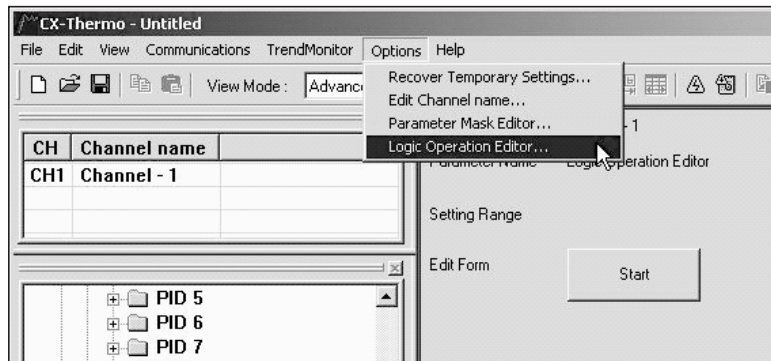 CX-Thermo - Untitled
File Edit View Communications TrendMonitor Options Help
View Mode : Advanc
Recover Temporary Settings...
Edit Channel name...
Parameter Mask Editor...
Logic Operation Editor...
- 1
CH Channel name
CH1 Channel - 1
Parameter Name Logic Operation Editor
Setting Range
Edit Form Start
PID 5
PID 6
PID 7